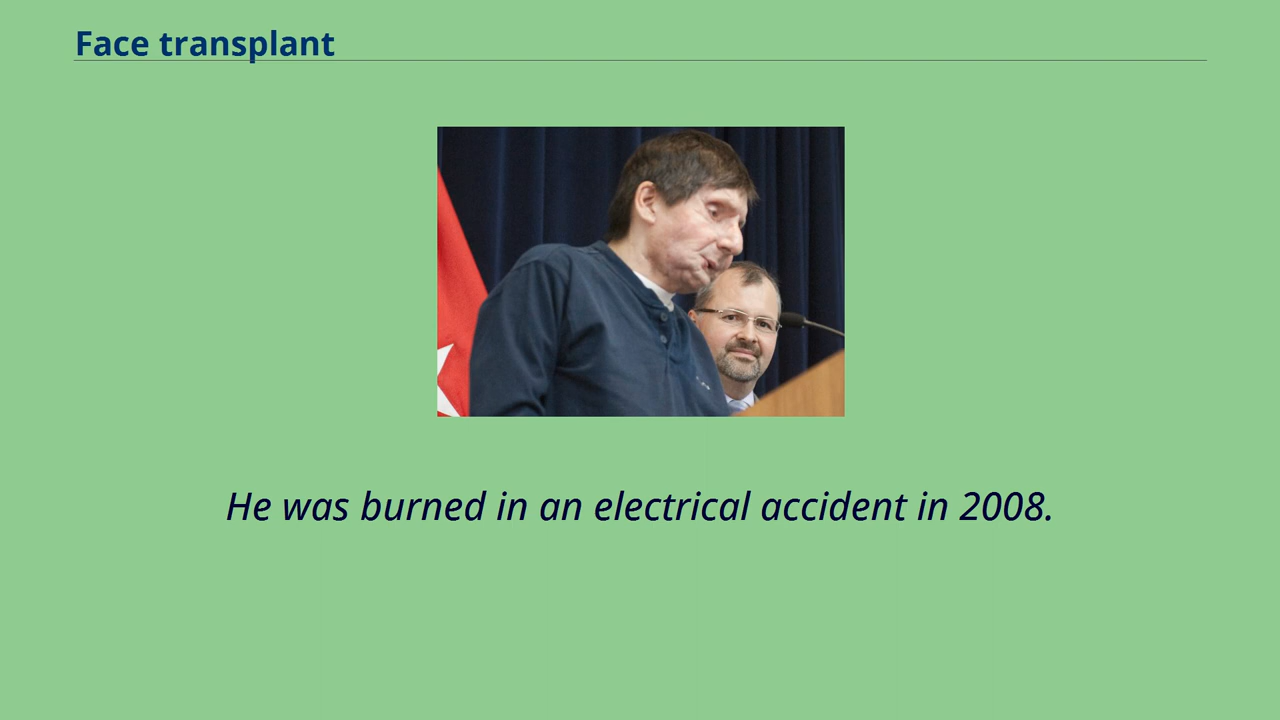 Face transplant
He was burned in an electrical accident in 2008.